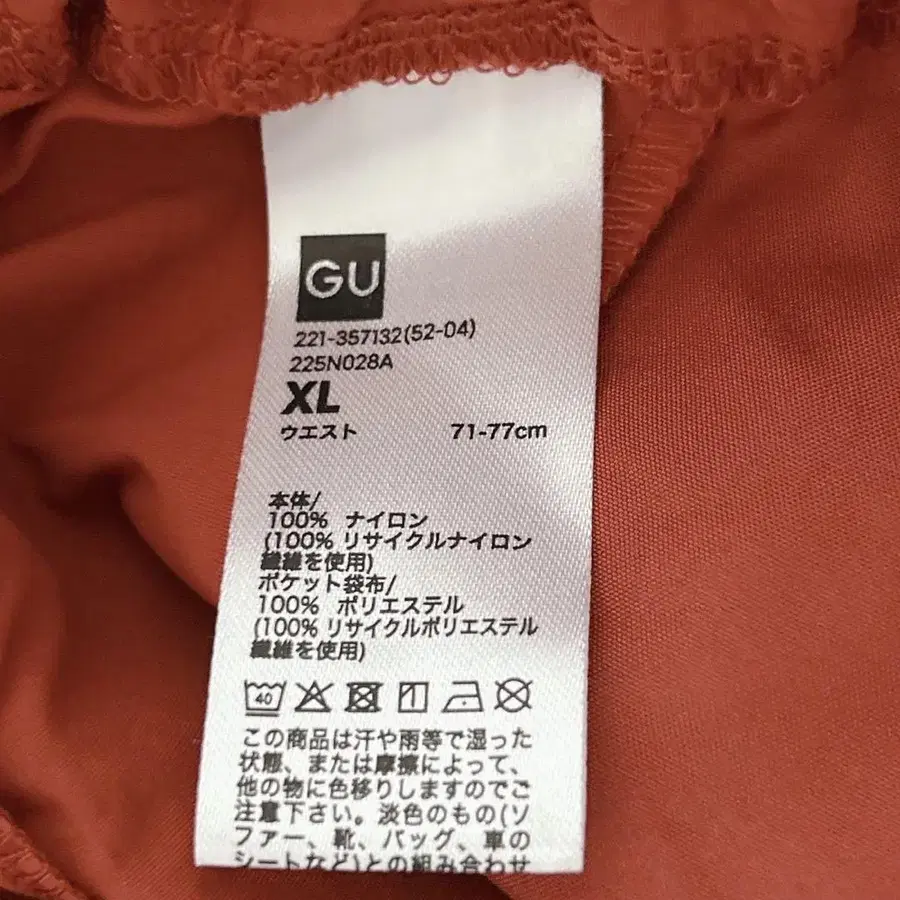 GU
221-357132(52-04)
225N028A
XL
ウエスト 71-77cm
本体/
100% ナイロン
(100% リサイクルナイロン
繊維を使用)
ポケット袋布/
100% ポリエステル
(100% リサイクルポリエステル
繊維を使用)
40
この商品は汗や雨等で湿った
状態、または摩擦によって、
他の物に色移りしますのでご
注意下さい。淡色のもの(ソ
ファー、靴、バッグ、車の
シートなど)との組み合わせ